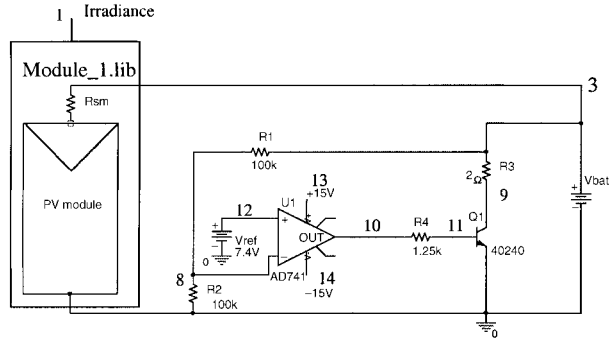 1 Irradiance
Module_1.lib
Rsm
3
R1
100k
R3
2Ω
9
Vbat
PV module
13
+15V
U1
12
10
R4
11
Q1
+
OUT
Vref
7.4V
0
1.25k
40240
−
AD741
14
−15V
8
R2
100k
0